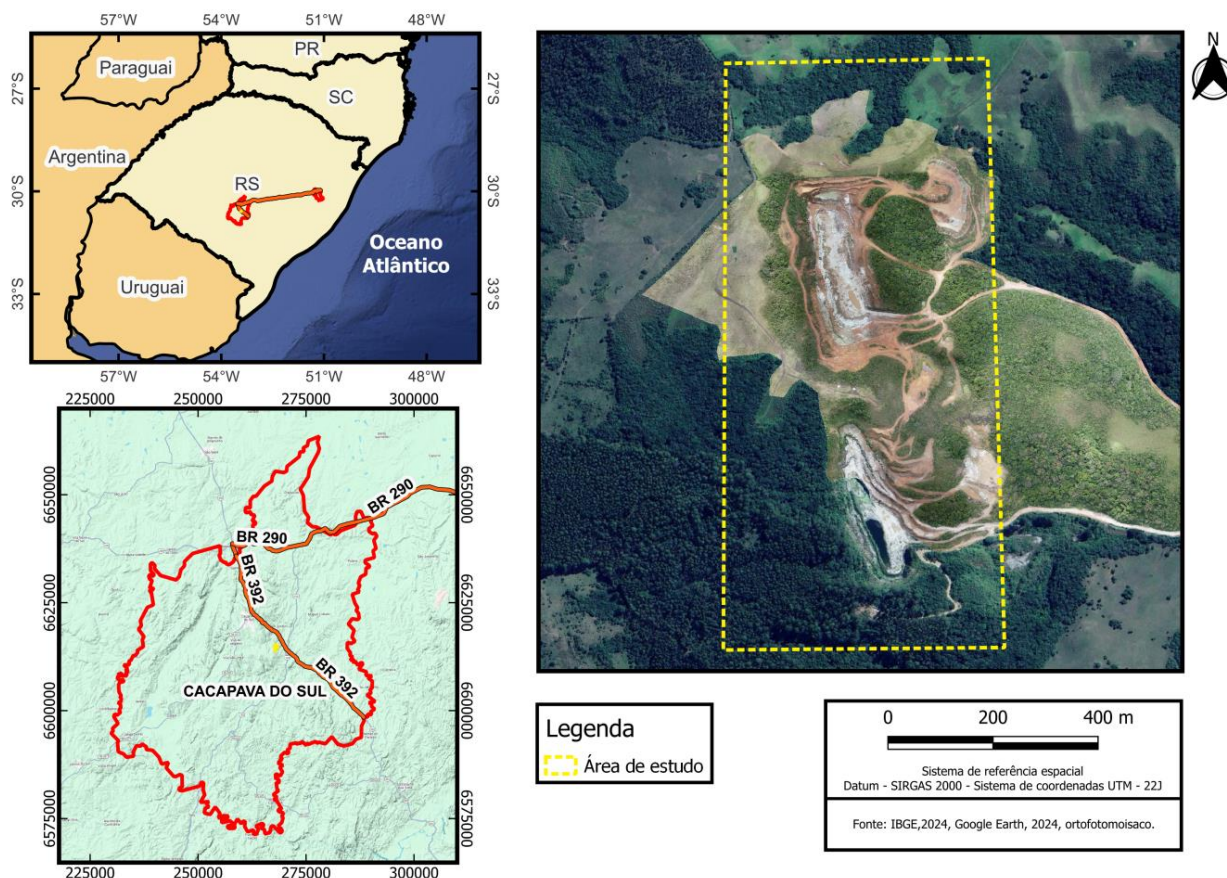 57°W 54°W 51°W 48°W
27°S
30°S
33°S
27°S
30°S
33°S
PR
Paraguai
SC
Argentina
RS
Oceano
Atlântico
Uruguai
57°W 54°W 51°W 48°W
225000 250000 275000 300000
6650000
6625000
6600000
6575000
6650000
6625000
6600000
6575000
BR 290
BR 290
BR 392
BR 392
CACAPAVA DO SUL
225000 250000 275000 300000
N
Legenda
Área de estudo
0 200 400 m
Sistema de referência espacial
Datum - SIRGAS 2000 - Sistema de coordenadas UTM - 22J
Fonte: IBGE,2024, Google Earth, 2024, ortofotomoisaco.